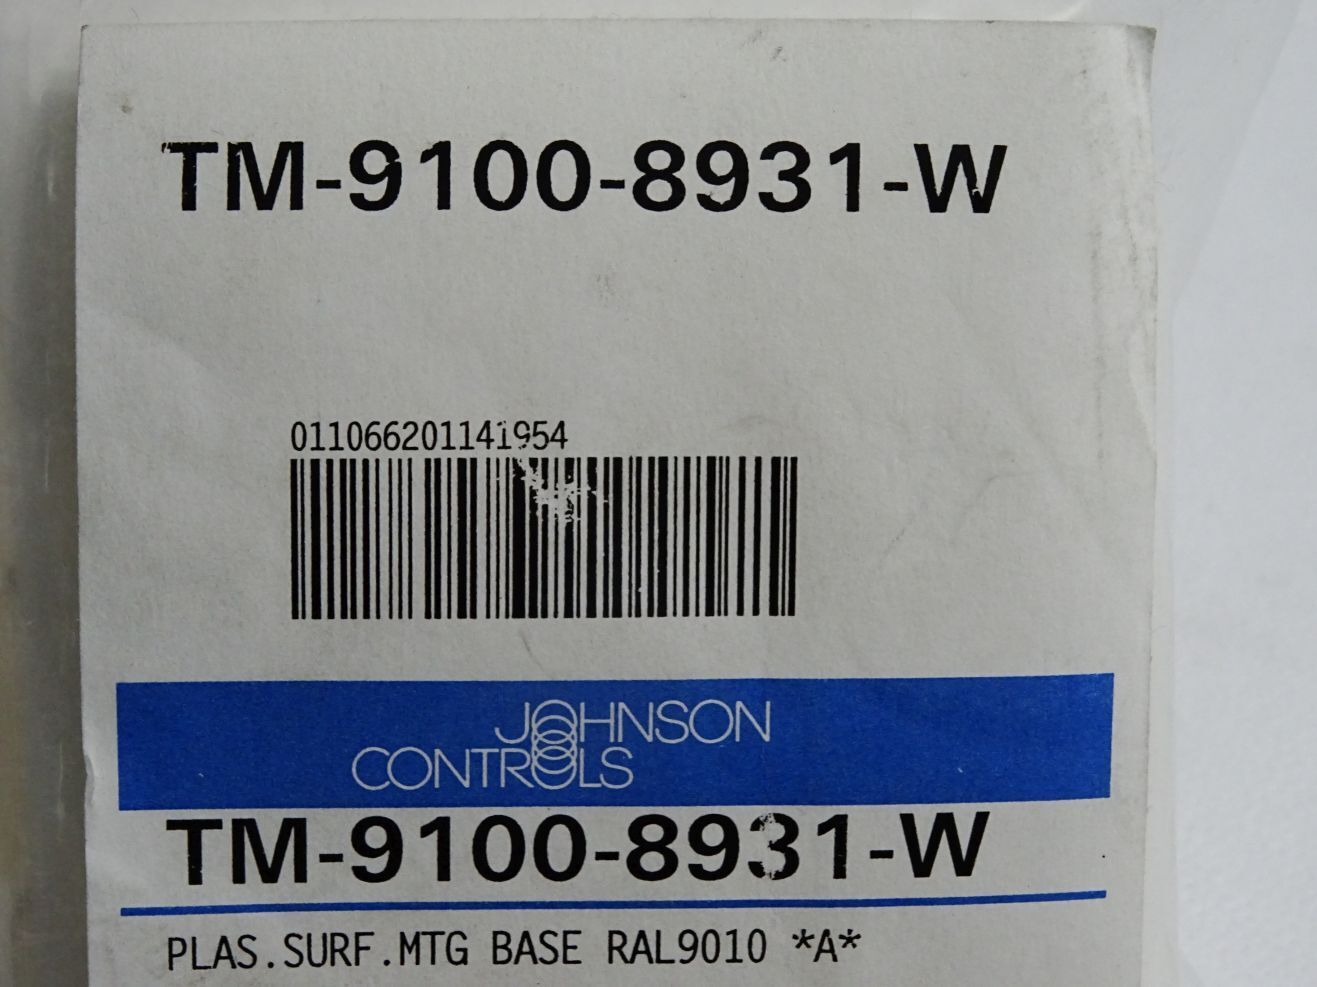 TM-9100-8931-W
011066201141954
JOHNSON
CONTROLS
TM-9100-8931-W
PLAS.SURF.MTG BASE RAL9010 *A*